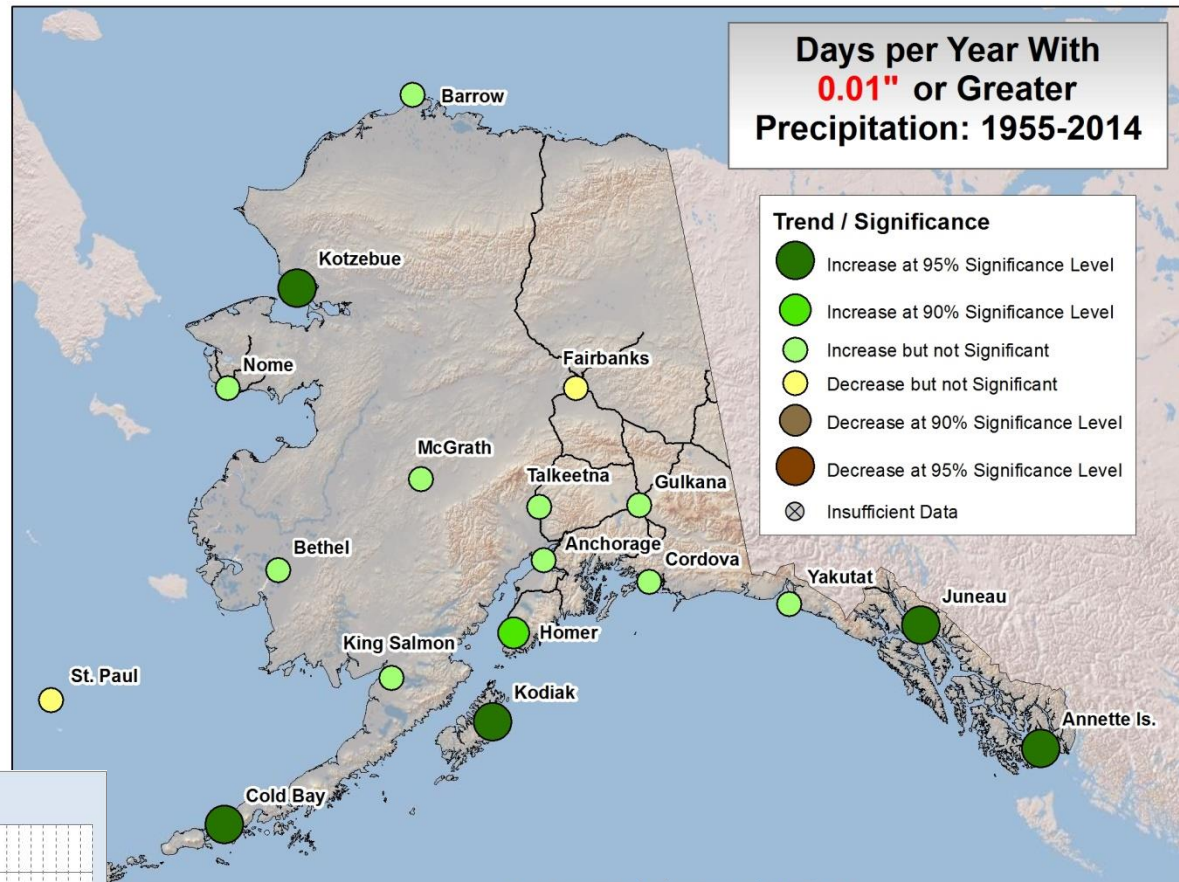 Days per Year With
0.01" or Greater
Precipitation: 1955-2014
Barrow
Trend / Significance
Increase at 95% Significance Level
Increase at 90% Significance Level
Increase but not Significant
Decrease but not Significant
Decrease at 90% Significance Level
Decrease at 95% Significance Level
Insufficient Data
Kotzebue
Nome
Fairbanks
McGrath
Talkeetna
Gulkana
Bethel
Anchorage
Cordova
Yakutat
Juneau
Homer
King Salmon
St. Paul
Kodiak
Annette Is.
Cold Bay